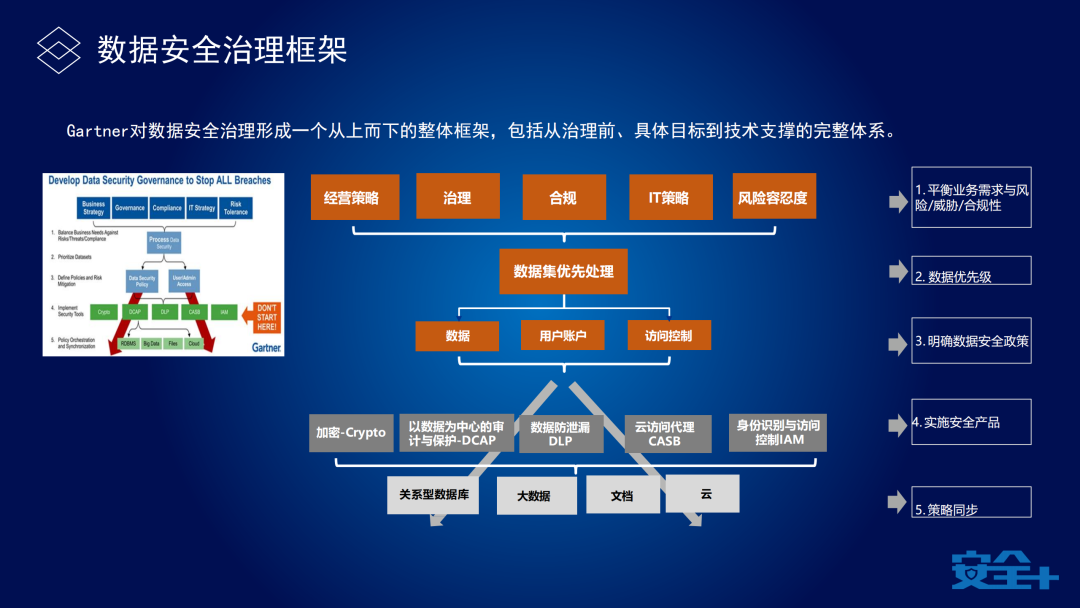 数据安全治理框架
Gartner对数据安全治理形成一个从上而下的整体框架，包括从治理前、具体目标到技术支撑的完整体系。
Develop Data Security Governance to Stop ALL Breaches
Business
Strategy
Governance
Compliance
IT Strategy
Risk
Tolerance
1. Balance Business Needs Against
Risks/Threats/Compliance
Process Data
Security
2. Prioritize Datasets
3. Define Policies and Risk
Mitigation
Data Security
Policy
User/Admin
Access
4. Implement
Security Tools
Crypto
DCAP
DLP
CASB
IAM
DON'T
START
HERE!
5. Policy Orchestration
and Synchronization
RDBMS
Big Data
Files
Cloud
Gartner
经营策略
治理
合规
IT策略
风险容忍度
数据集优先处理
数据
用户账户
访问控制
加密-Crypto
以数据为中心的审
计与保护-DCAP
数据防泄漏
DLP
云访问代理
CASB
身份识别与访问
控制IAM
关系型数据库
大数据
文档
云
1.平衡业务需求与风
险/威胁/合规性
2. 数据优先级
3.明确数据安全政策
4.实施安全产品
5.策略同步
安全+